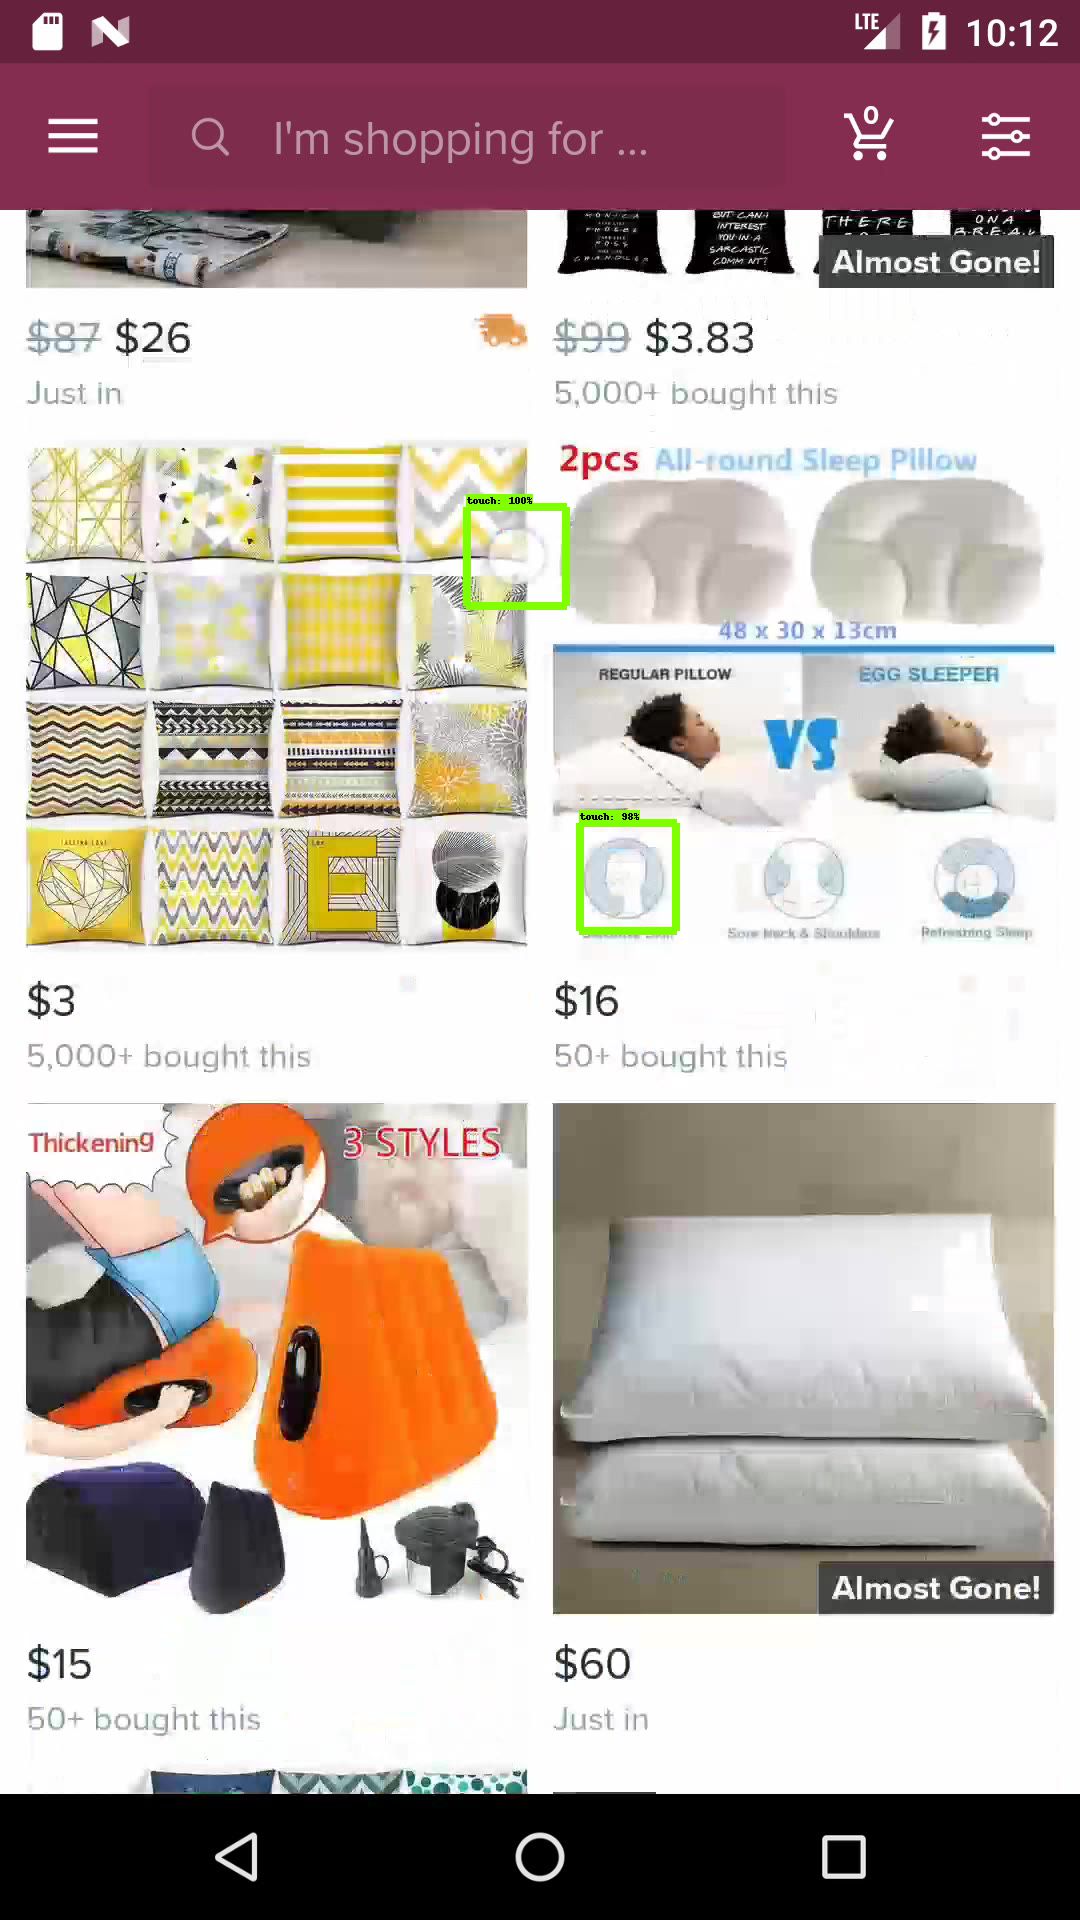 LTE 10:12
0
I'm shopping for ...
BUT CAN I
INTEREST
YOU IN A
SARCASTIC
COMMENT?
THERE
ON A
BREAK
Almost Gone!
$87 $26
Just in
$99 $3.83
5,000+ bought this
touch: 100%
2pcs All-round Sleep Pillow
48 x 30 x 13cm
REGULAR PILLOW
VS
EGG SLEEPER
touch: 98%
E
Sore Neck & Shoulders
Refreshing Sleep
$3
5,000+ bought this
$16
50+ bought this
Thickening
3 STYLES
Almost Gone!
$15
50+ bought this
$60
Just in